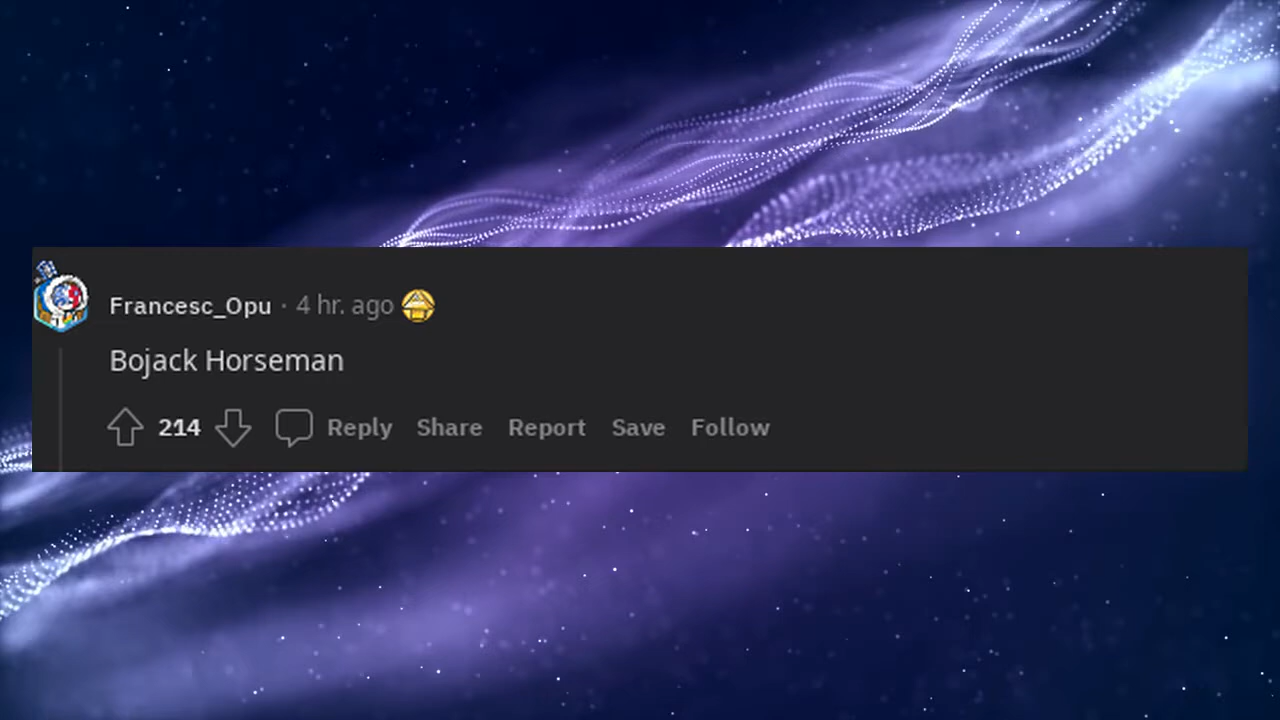 Francesc_Opu · 4 hr. ago
Bojack Horseman
214 Reply Share Report Save Follow